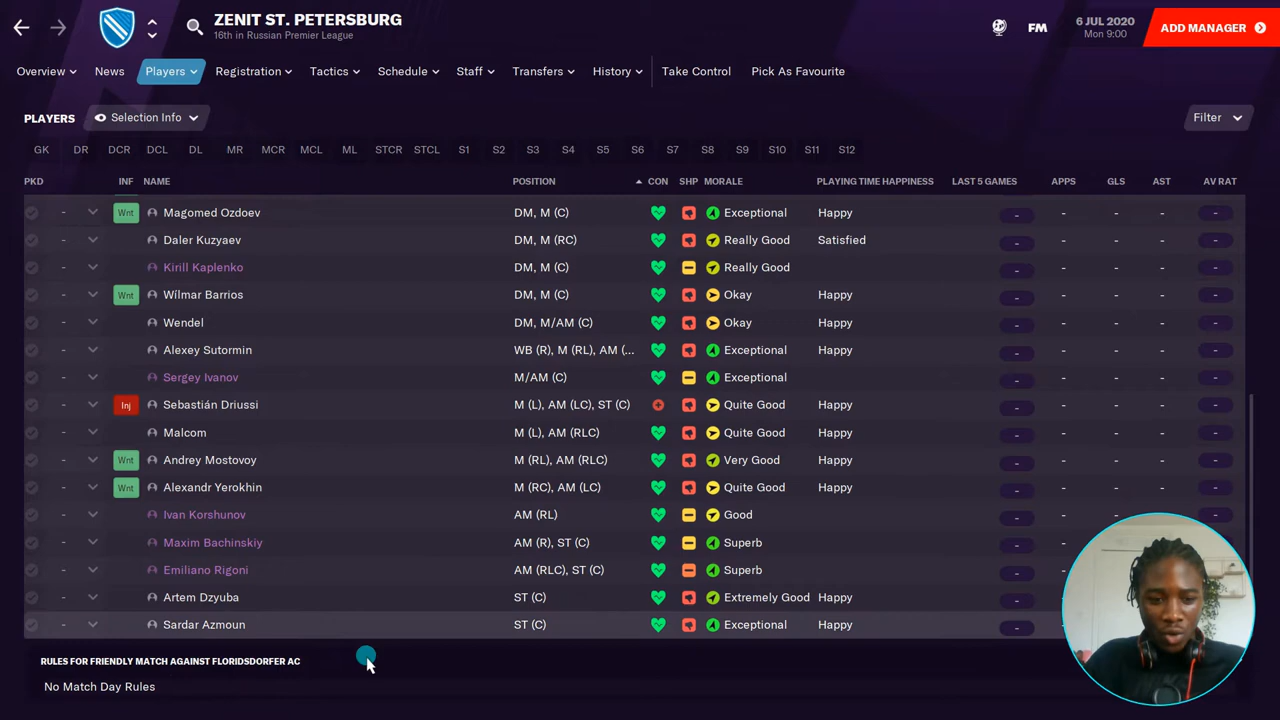 ZENIT ST. PETERSBURG
16th in Russian Premier League
FM
6 JUL 2020
Mon 9:00
ADD MANAGER
Overview News Players Registration Tactics Schedule Staff Transfers History Take Control Pick As Favourite
PLAYERS Selection Info Filter
GK DR DCR DCL DL MR MCR MCL ML STCR STCL S1 S2 S3 S4 S5 S6 S7 S8 S9 S10 S11 S12
PKD INF NAME POSITION CON SHP MORALE PLAYING TIME HAPPINESS LAST 5 GAMES APPS GLS AST AV RAT
- Wnt Magomed Ozdoev DM, M (C) Exceptional Happy - - - - -
- Daler Kuzyaev DM, M (RC) Really Good Satisfied - - - - -
- Kirill Kaplenko DM, M (C) Really Good - - - - -
- Wnt Wílmar Barrios DM, M (C) Okay Happy - - - - -
- Wendel DM, M/AM (C) Okay Happy - - - - -
- Alexey Sutormin WB (R), M (RL), AM (... Exceptional Happy - - - - -
- Sergey Ivanov M/AM (C) Exceptional - - - - -
- Inj Sebastián Driussi M (L), AM (LC), ST (C) Quite Good Happy - - - - -
- Malcom M (L), AM (RLC) Quite Good Happy - - - - -
- Wnt Andrey Mostovoy M (RL), AM (RLC) Very Good Happy - - - - -
- Wnt Alexandr Yerokhin M (RC), AM (LC) Quite Good Happy - - - - -
- Ivan Korshunov AM (RL) Good - - - - -
- Maxim Bachinskiy AM (R), ST (C) Superb - - -
- Emiliano Rigoni AM (RLC), ST (C) Superb - -
- Artem Dzyuba ST (C) Extremely Good Happy - -
- Sardar Azmoun ST (C) Exceptional Happy -
RULES FOR FRIENDLY MATCH AGAINST FLORIDSDORFER AC
No Match Day Rules